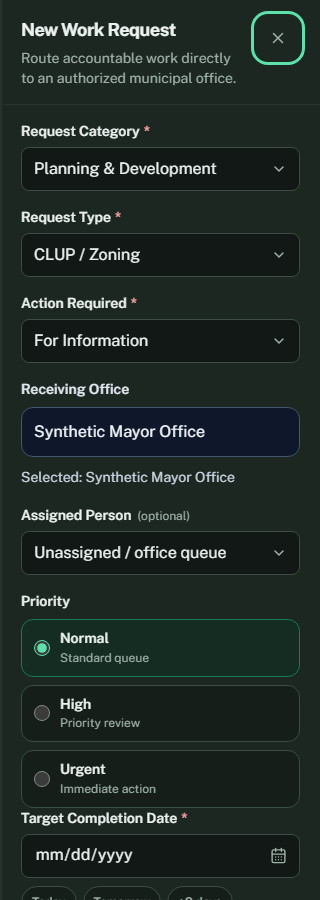 New Work Request
Route accountable work directly
to an authorized municipal office.
Request Category *
Planning & Development
Request Type *
CLUP / Zoning
Action Required *
For Information
Receiving Office
Synthetic Mayor Office
Selected: Synthetic Mayor Office
Assigned Person (optional)
Unassigned / office queue
Priority
Normal
Standard queue
High
Priority review
Urgent
Immediate action
Target Completion Date *
mm/dd/yyyy